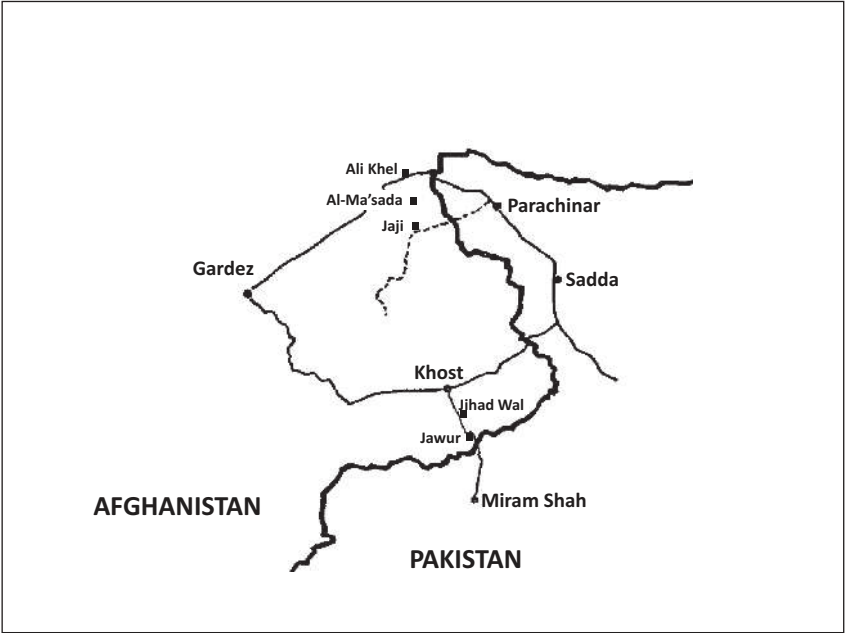 Ali Khel
Al-Ma'sada
Parachinar
Jaji
Gardez
Sadda
Khost
Jihad Wal
Jawur
Miram Shah
AFGHANISTAN
PAKISTAN